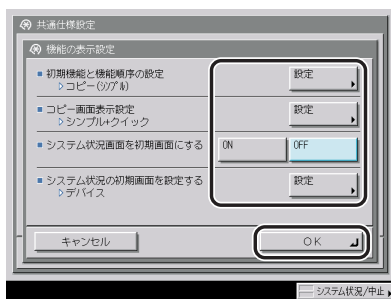 共通仕様設定
機能の表示設定
初期機能と機能順序の設定
コピー(シンプル)
設定
コピー画面表示設定
シンプル+クイック
設定
システム状況画面を初期画面にする
ON
OFF
システム状況の初期画面を設定する
デバイス
設定
キャンセル
OK
システム状況/中止